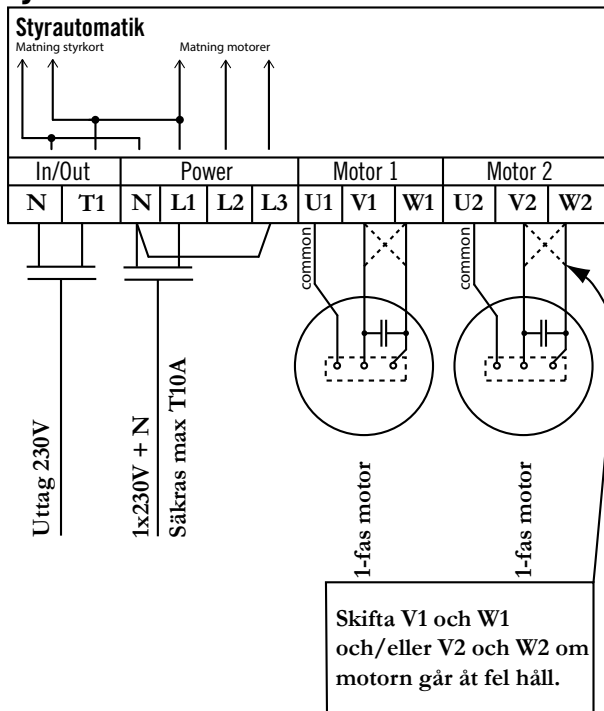 Styrautomatik
Matning styrkort
Matning motorer
In/Out Power Motor 1 Motor 2
N T1 N L1 L2 L3 U1 V1 W1 U2 V2 W2
common
common
Uttag 230V
1x230V + N
Säkras max T10A
1-fas motor
1-fas motor
Skifta V1 och W1
och/eller V2 och W2 om
motorn går åt fel håll.